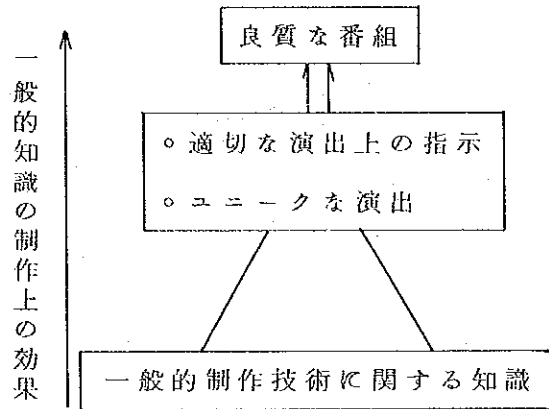 良質な番組
一般的知識の制作上の効果
○ 適切な演出上の指示
○ ユニークな演出
一般的制作技術に関する知識